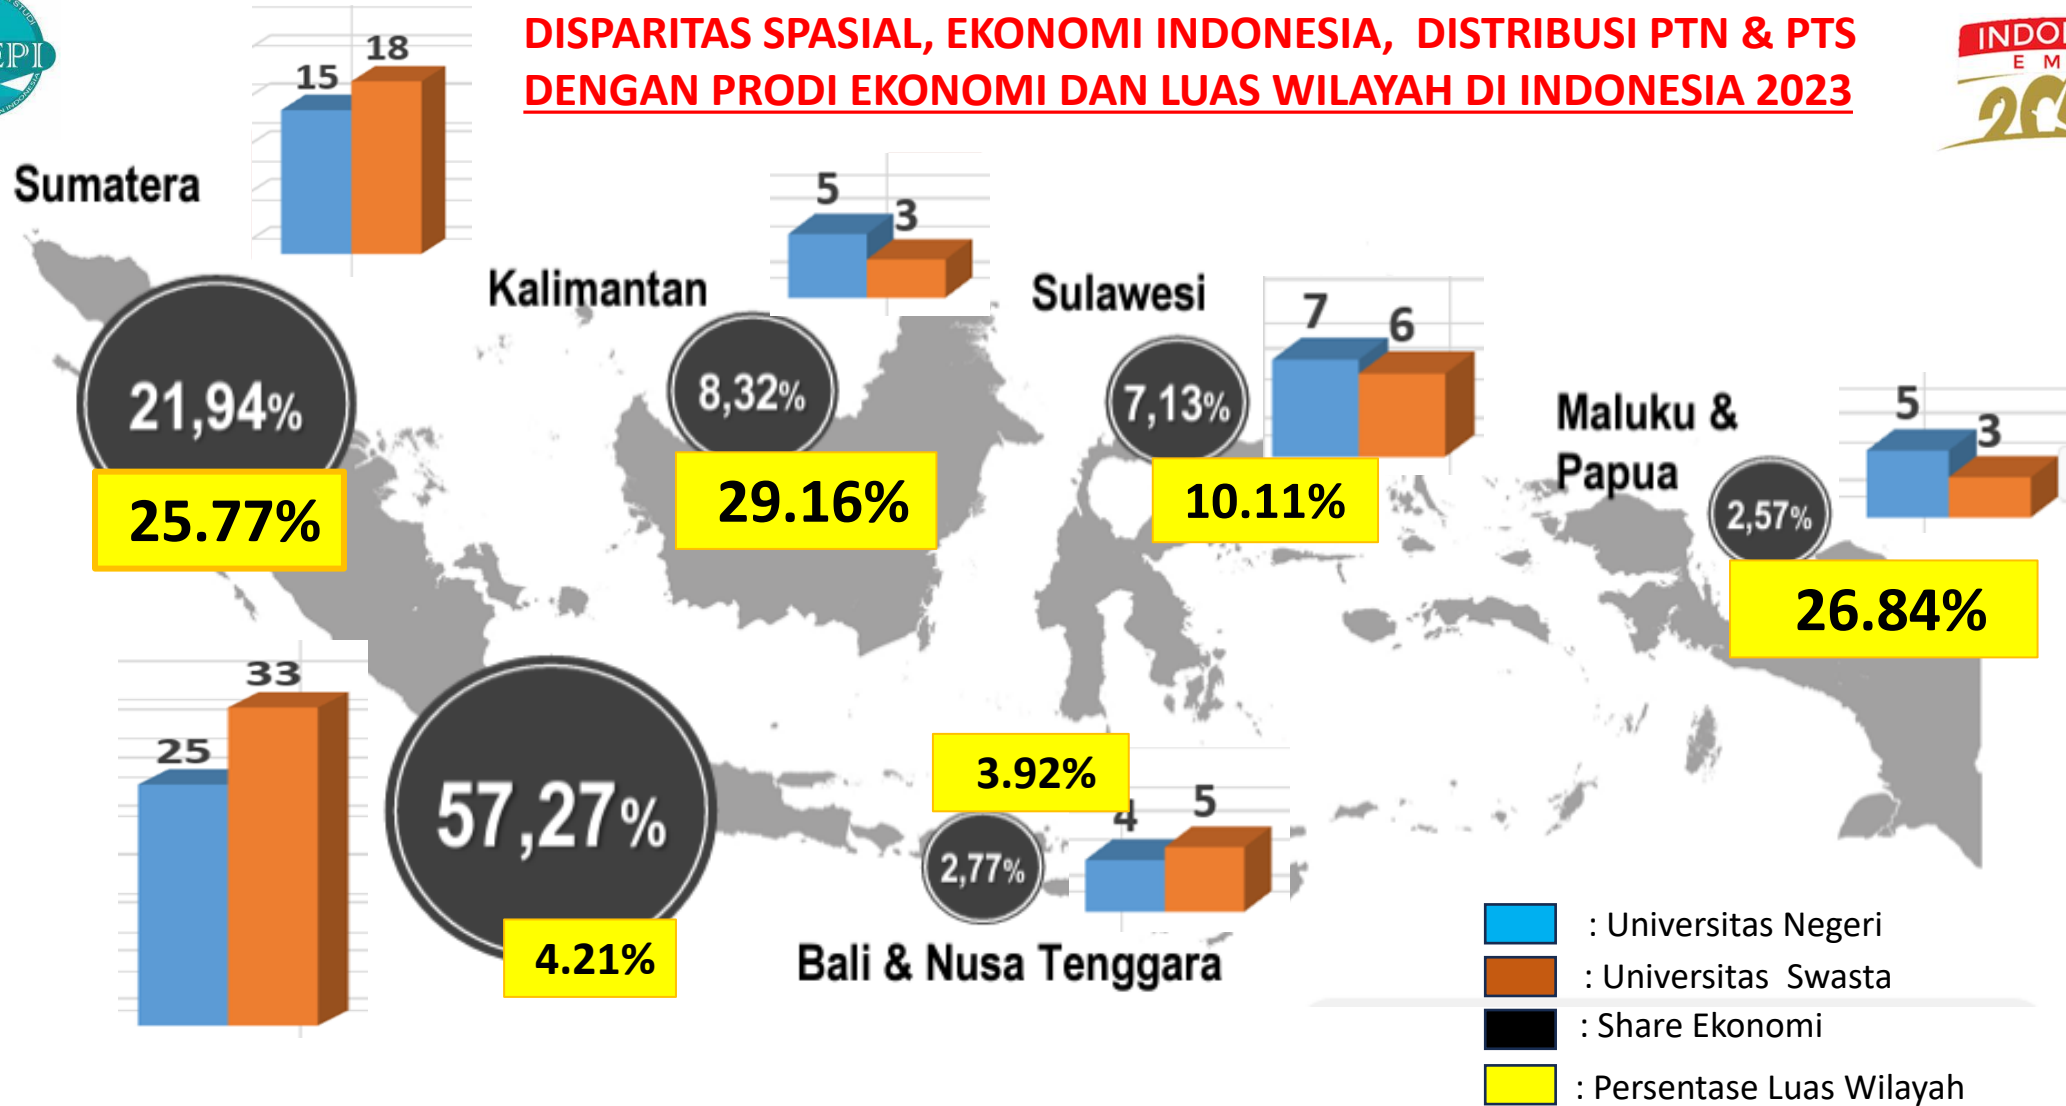 DISPARITAS SPASIAL, EKONOMI INDONESIA, DISTRIBUSI PTN & PTS
DENGAN PRODI EKONOMI DAN LUAS WILAYAH DI INDONESIA 2023
Sumatera
15
18
21,94%
25.77%
Kalimantan
5
3
8,32%
29.16%
Sulawesi
7
6
7,13%
10.11%
Maluku &
Papua
5
3
2,57%
26.84%
25
33
57,27%
4.21%
3.92%
4
5
2,77%
Bali & Nusa Tenggara
: Universitas Negeri
: Universitas Swasta
: Share Ekonomi
: Persentase Luas Wilayah